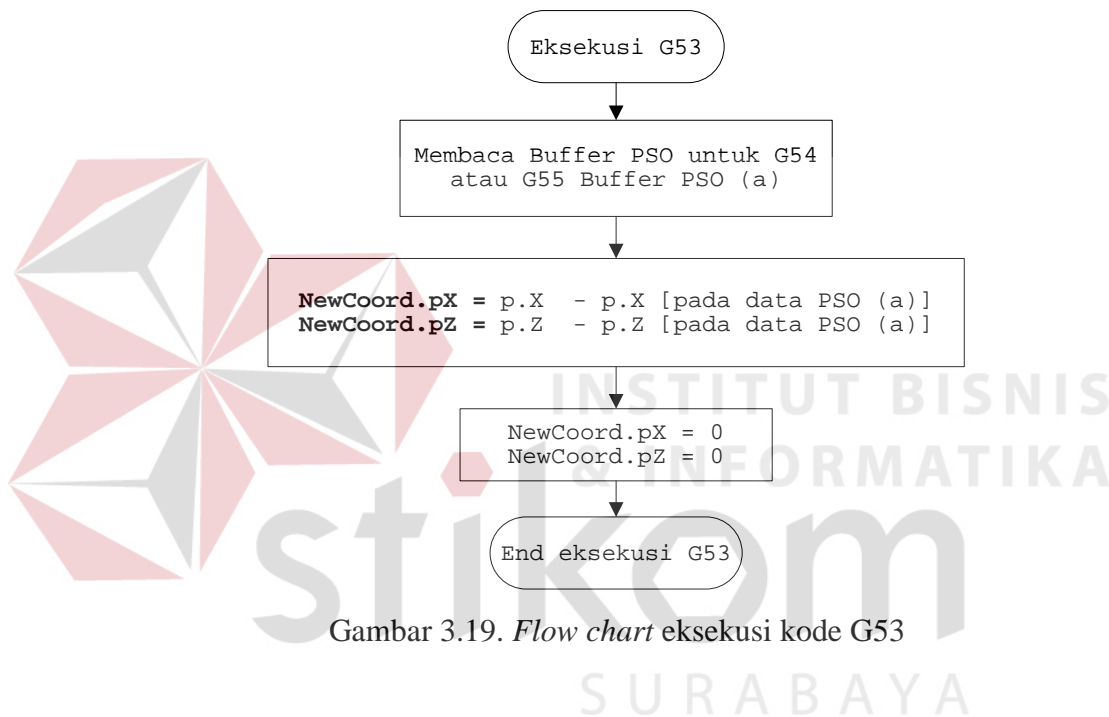 Eksekusi G53
Membaca Buffer PSO untuk G54
atau G55 Buffer PSO (a)
NewCoord.pX = p.X - p.X [pada data PSO (a)]
NewCoord.pZ = p.Z - p.Z [pada data PSO (a)]
INSTITUT BISNIS
& INFORMATIKA
NewCoord.pX = 0
NewCoord.pZ = 0
stikom
End eksekusi G53
Gambar 3.19. Flow chart eksekusi kode G53
SURABAYA